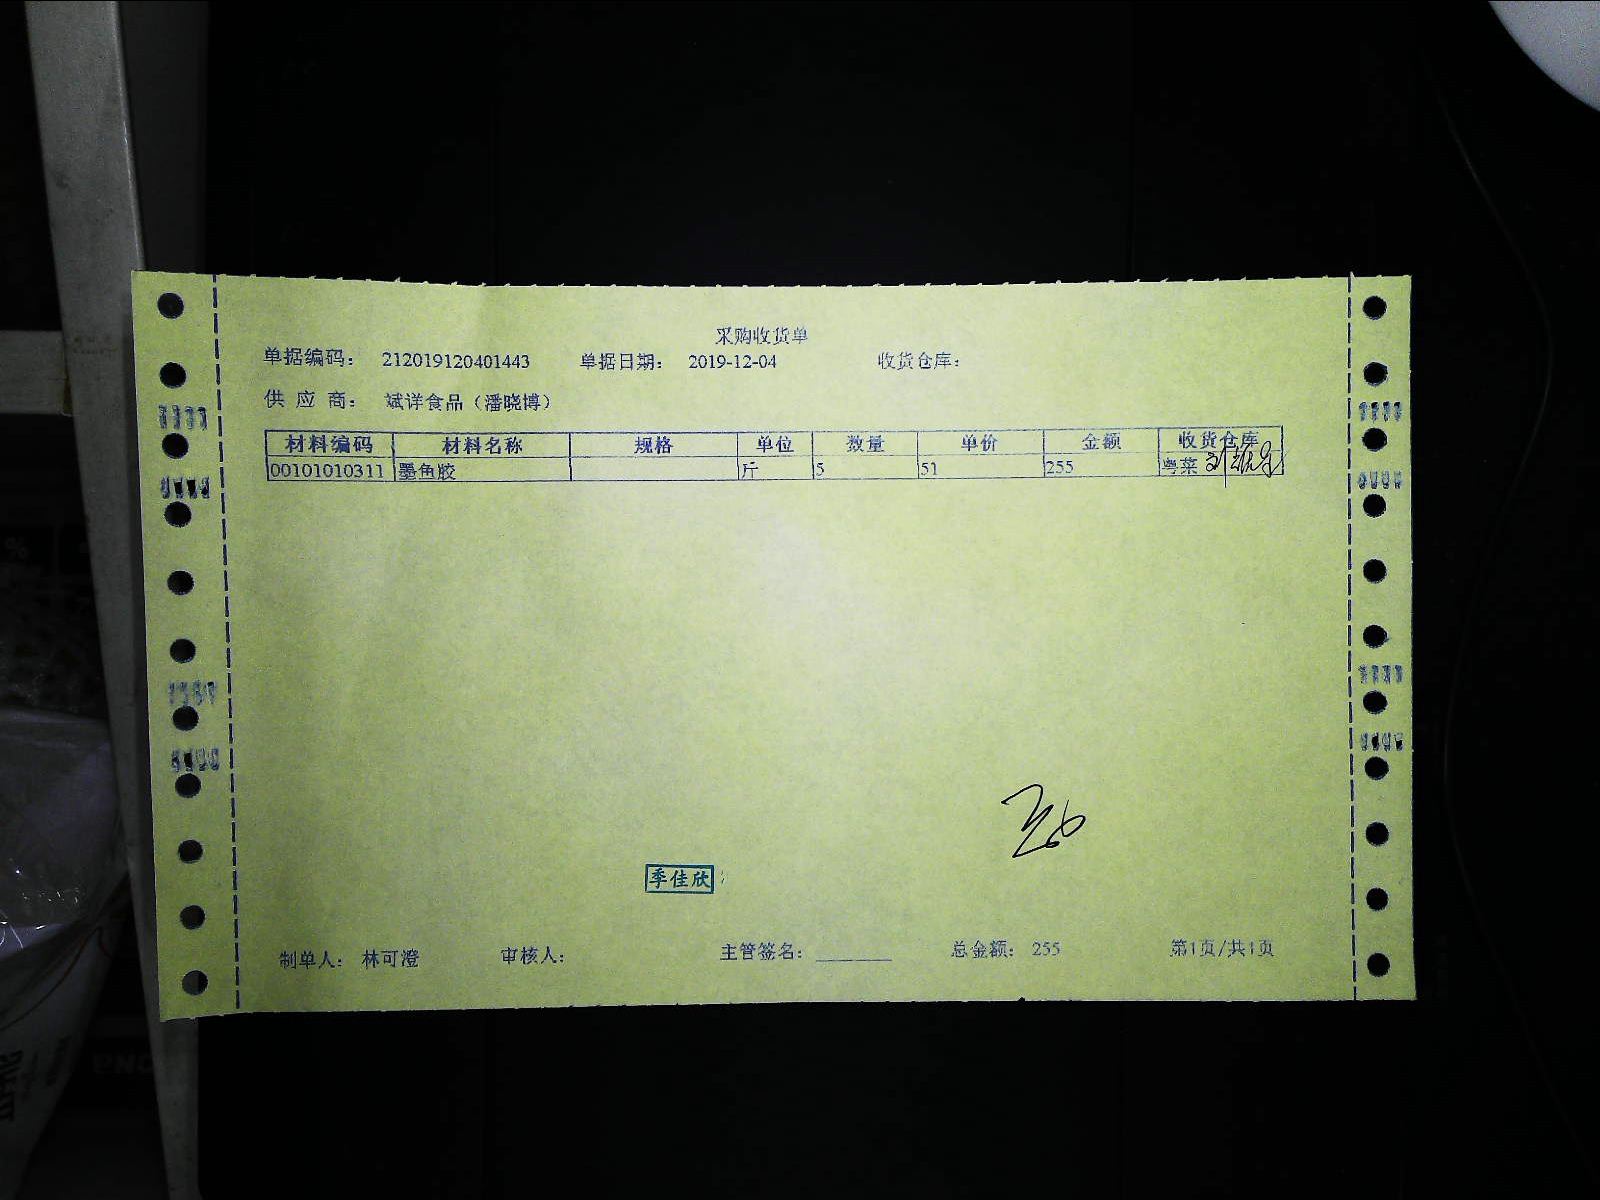 采购收货单
单据编码： 212019120401443 单据日期： 2019-12-04 收货仓库：
供 应 商： 斌详食品（潘晓博）
材料编码 材料名称 规格 单位 数量 单价 金额 收货仓库
00101010311 墨鱼胶 斤 5 51 255 粤菜
季佳欣
制单人： 林可澄 审核人： 主管签名： 总金额： 255 第1页/共1页